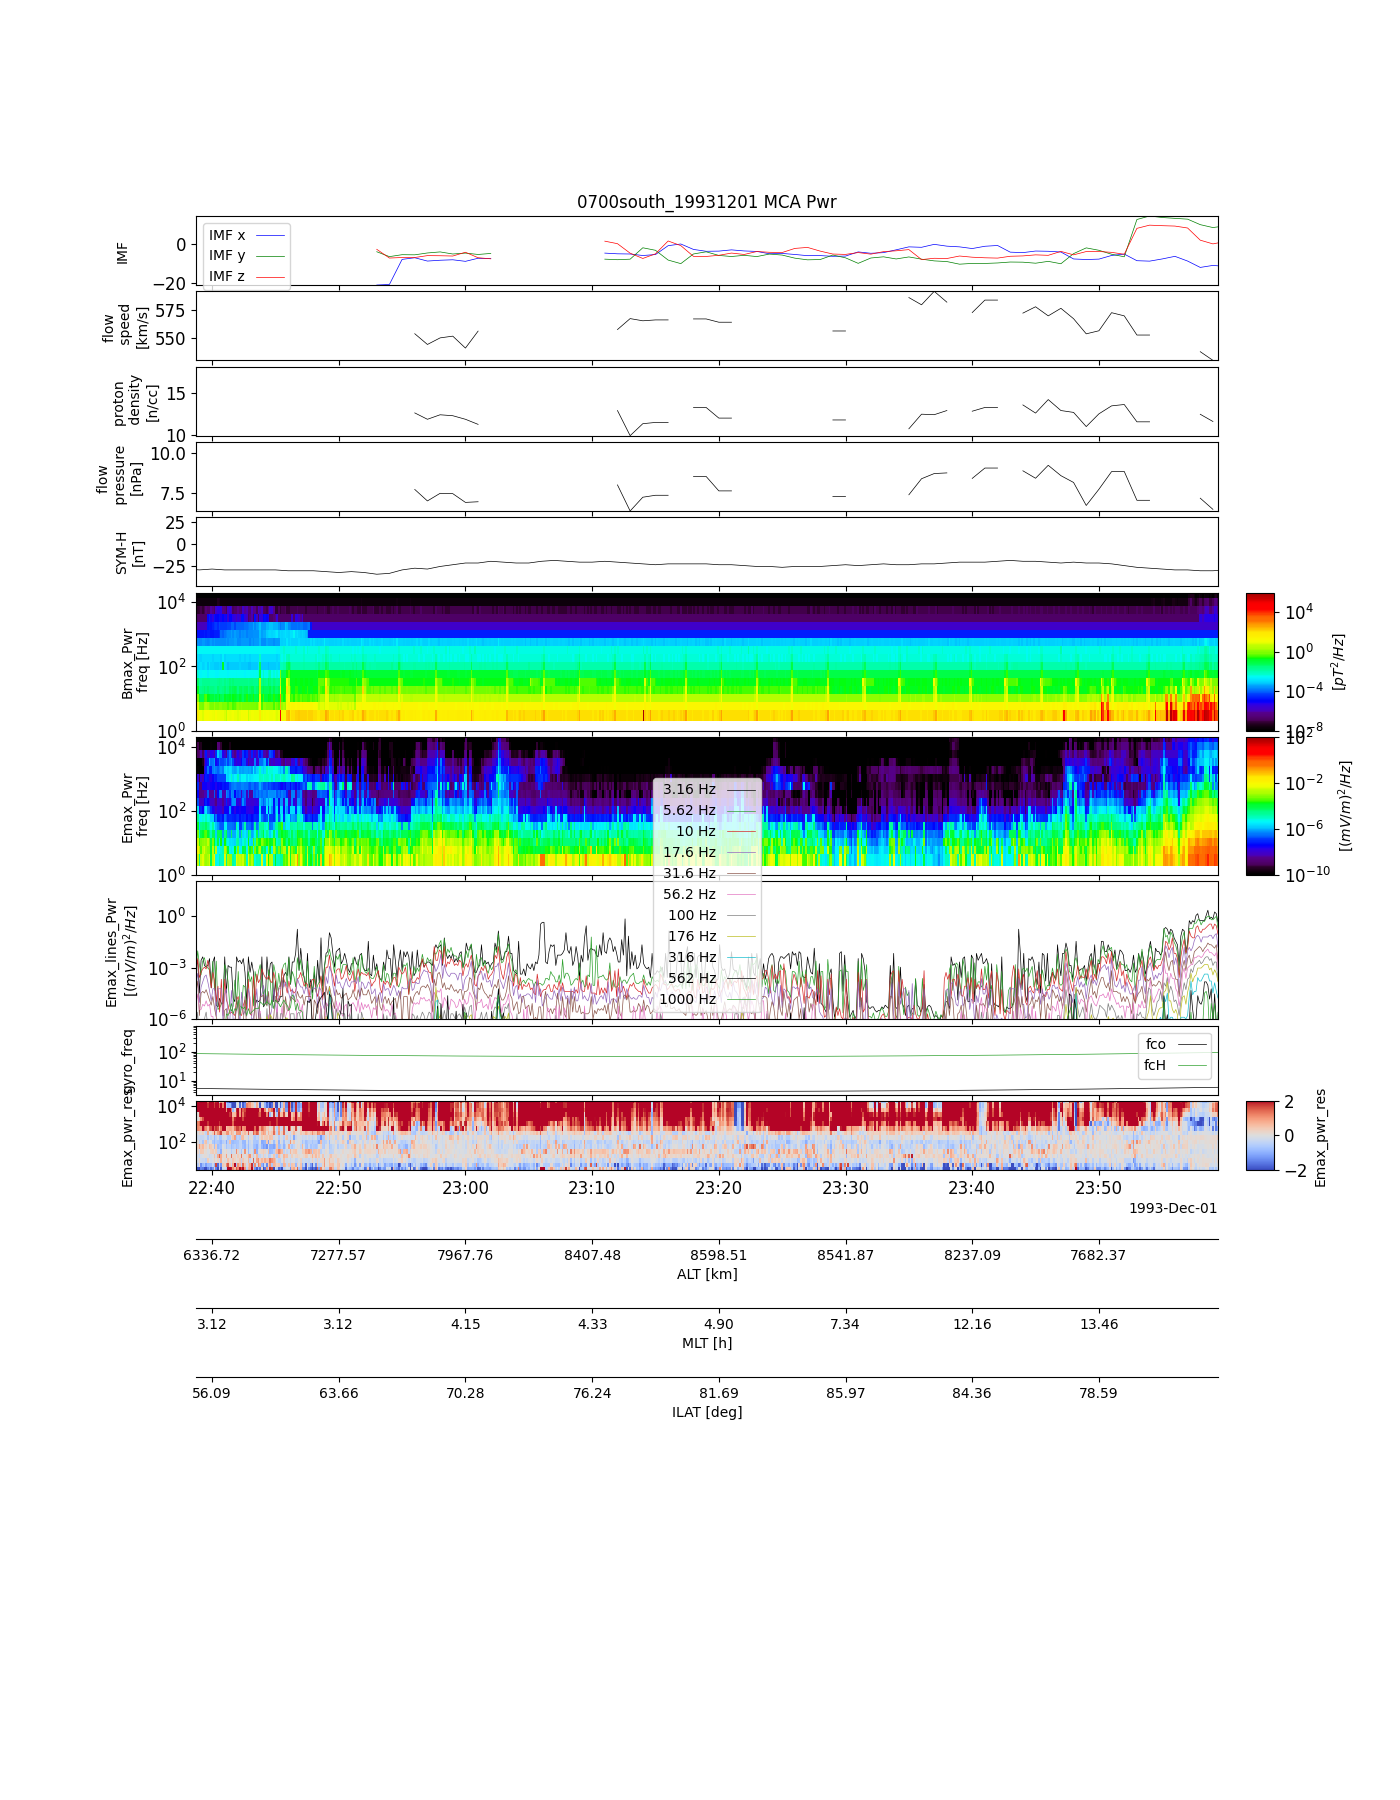 0700south_19931201 MCA Pwr
IMF
0
−20
IMF x
IMF y
IMF z
flow
speed
[km/s]
575
550
proton
density
[n/cc]
15
10
flow
pressure
[nPa]
10.0
7.5
SYM-H
[nT]
25
0
−25
Bmax_Pwr
freq [Hz]
10^4
10^2
10^0
10^4
10^0
10^−4
10^−8
[pT^2/Hz]
Emax_Pwr
freq [Hz]
10^4
10^2
10^0
10^2
10^−2
10^−6
10^−10
[(mV/m)^2/Hz]
3.16 Hz
5.62 Hz
10 Hz
17.6 Hz
31.6 Hz
56.2 Hz
100 Hz
176 Hz
316 Hz
562 Hz
1000 Hz
Emax_lines_Pwr
[(mV/m)^2/Hz]
10^0
10^−3
10^−6
gyro_freq
10^2
10^1
fco
fcH
Emax_pwr_res
10^4
10^2
2
0
−2
Emax_pwr_res
22:40 22:50 23:00 23:10 23:20 23:30 23:40 23:50
1993-Dec-01
6336.72 7277.57 7967.76 8407.48 8598.51 8541.87 8237.09 7682.37
ALT [km]
3.12 3.12 4.15 4.33 4.90 7.34 12.16 13.46
MLT [h]
56.09 63.66 70.28 76.24 81.69 85.97 84.36 78.59
ILAT [deg]